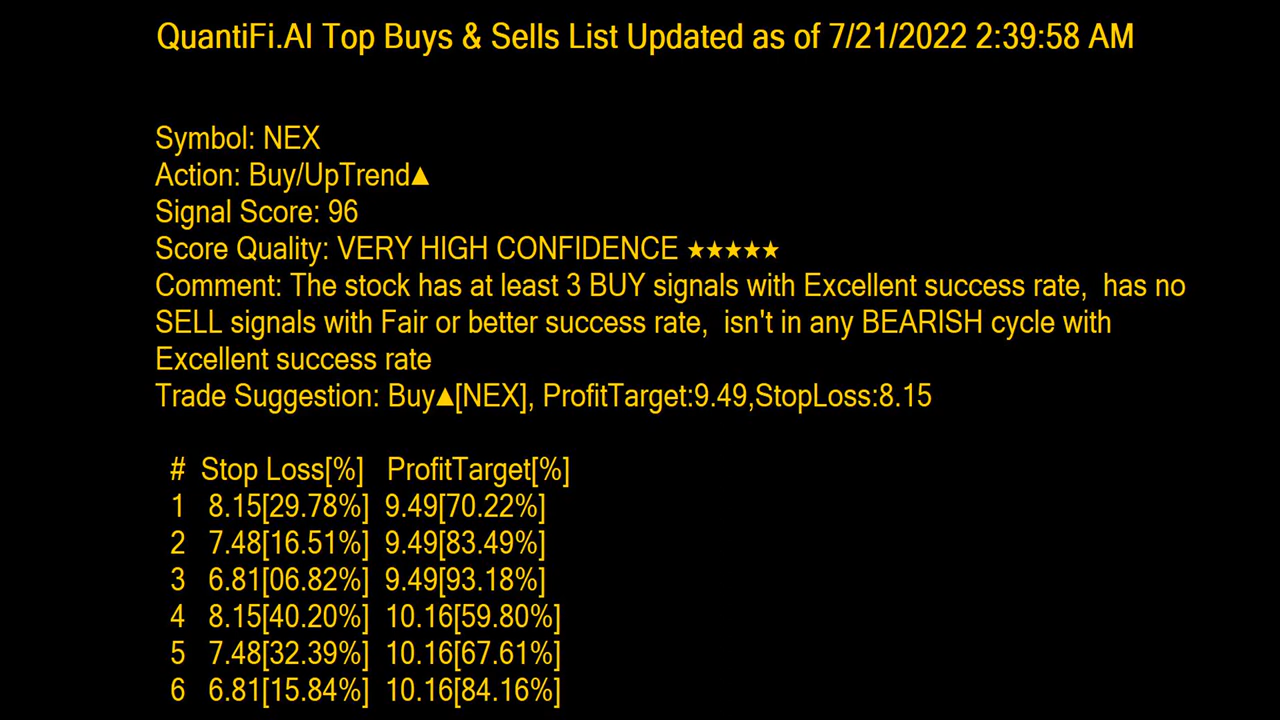 QuantiFi.AI Top Buys & Sells List Updated as of 7/21/2022 2:39:58 AM
Symbol: NEX
Action: Buy/UpTrend▲
Signal Score: 96
Score Quality: VERY HIGH CONFIDENCE ★★★★★
Comment: The stock has at least 3 BUY signals with Excellent success rate,  has no
SELL signals with Fair or better success rate,  isn't in any BEARISH cycle with
Excellent success rate
Trade Suggestion: Buy▲[NEX], ProfitTarget:9.49,StopLoss:8.15
#  Stop Loss[%]  ProfitTarget[%]
1  8.15[29.78%]  9.49[70.22%]
2  7.48[16.51%]  9.49[83.49%]
3  6.81[06.82%]  9.49[93.18%]
4  8.15[40.20%]  10.16[59.80%]
5  7.48[32.39%]  10.16[67.61%]
6  6.81[15.84%]  10.16[84.16%]